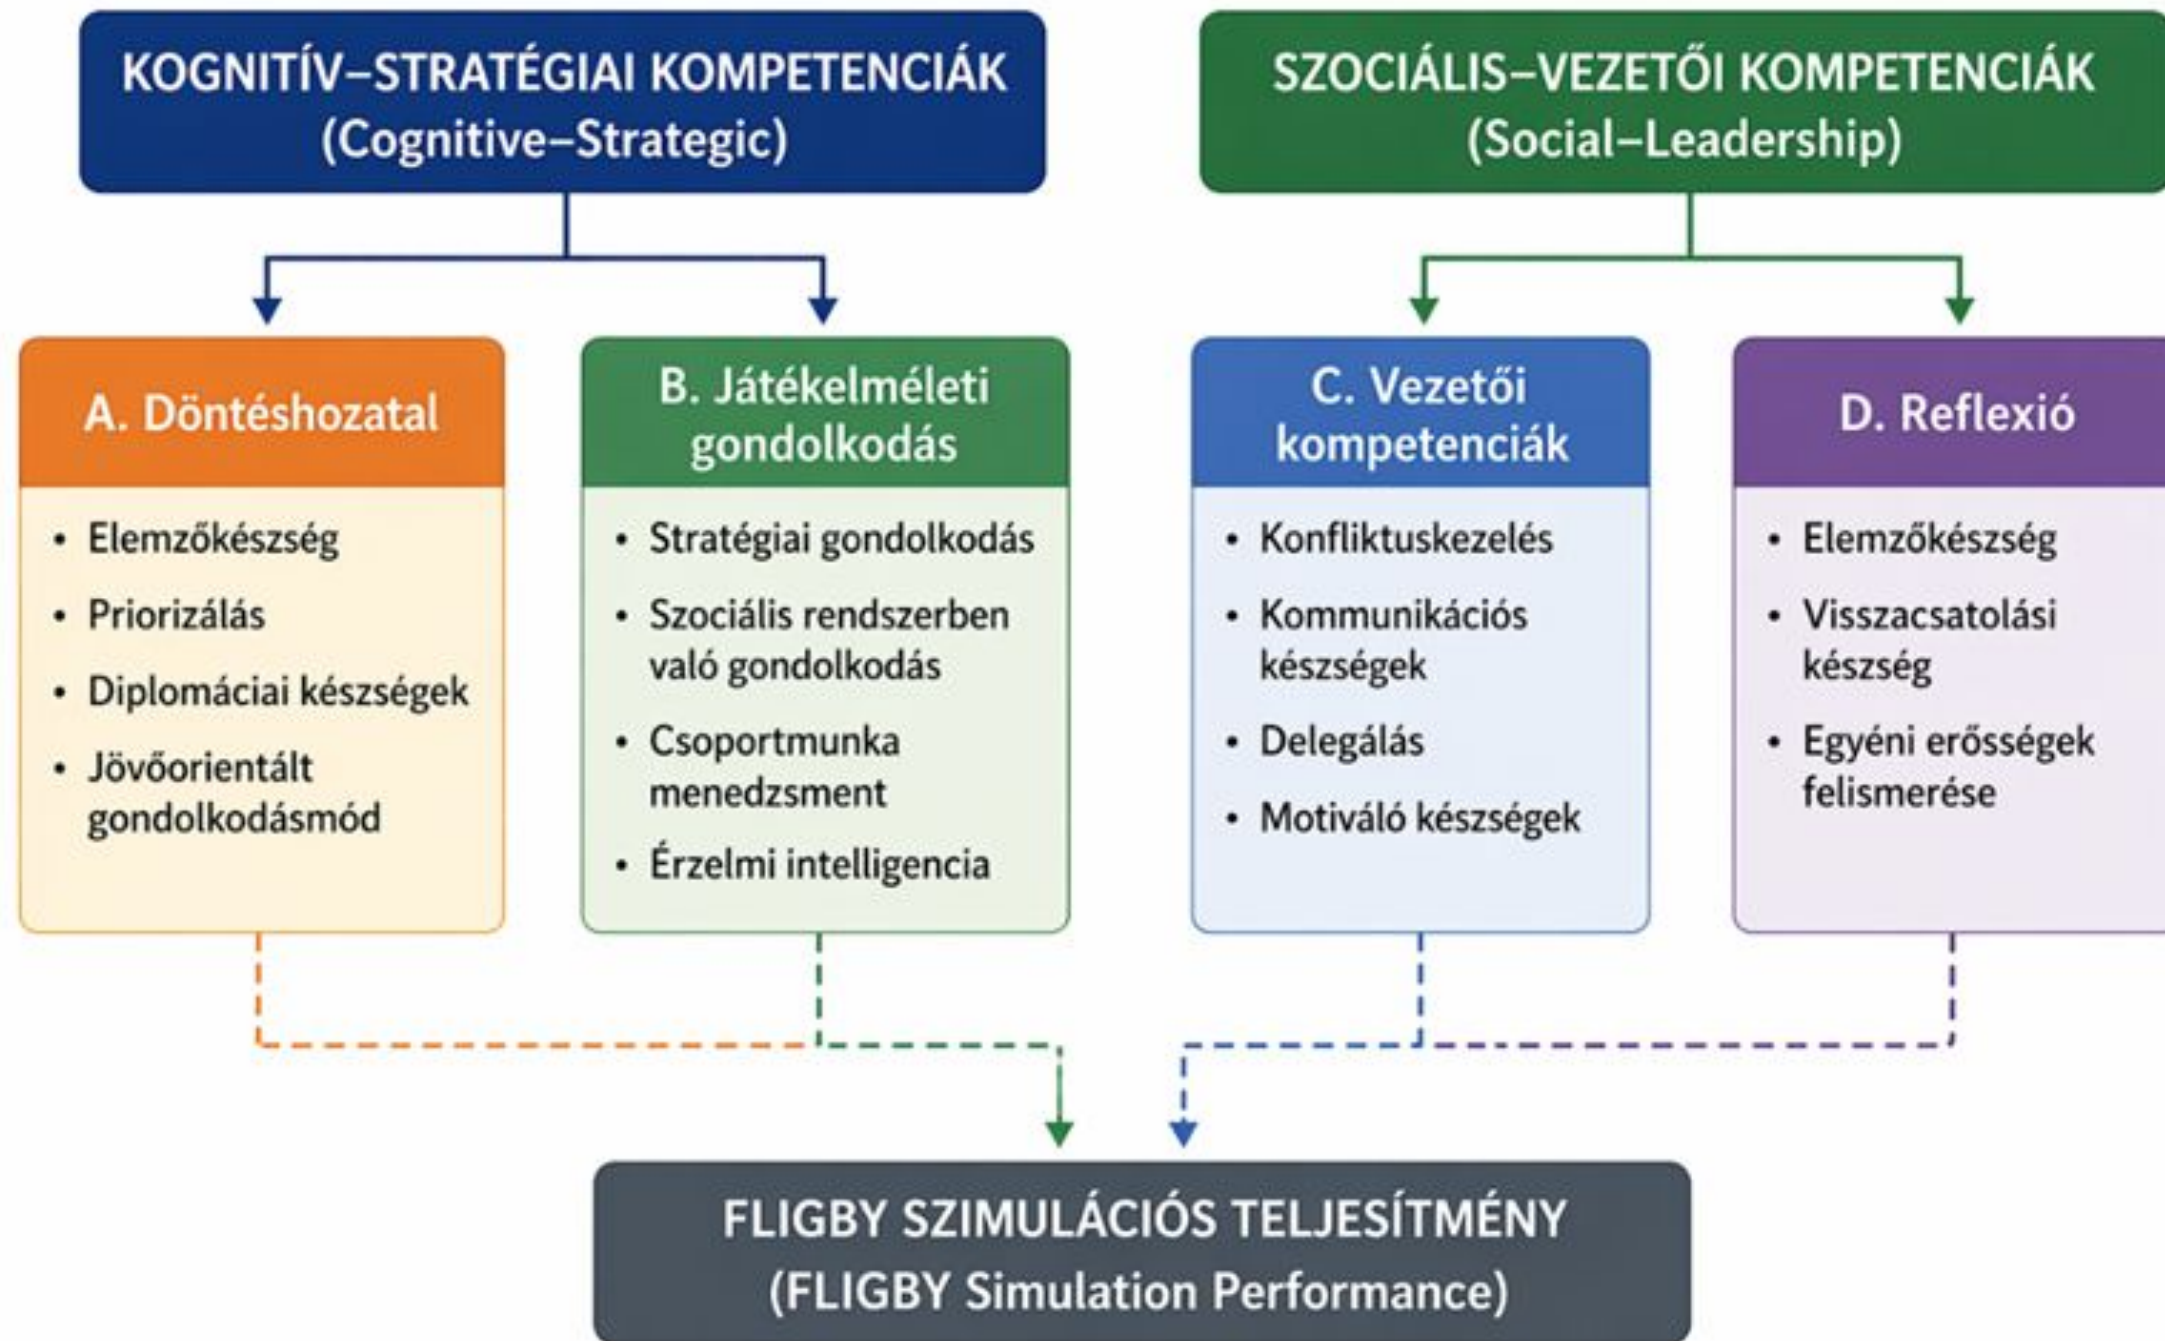 KOGNITÍV–STRATÉGIAI KOMPETENCIÁK
(Cognitive–Strategic)
SZOCIÁLIS–VEZETŐI KOMPETENCIÁK
(Social–Leadership)
A. Döntéshozatal
• Elemzőkészség
• Priorizálás
• Diplomáciai készségek
• Jövőorientált
gondolkodásmód
B. Játékelméleti
gondolkodás
• Stratégiai gondolkodás
• Szociális rendszerben
való gondolkodás
• Csoportmunka
menedzsment
• Érzelmi intelligencia
C. Vezetői
kompetenciák
• Konfliktuskezelés
• Kommunikációs
készségek
• Delegálás
• Motiváló készségek
D. Reflexió
• Elemzőkészség
• Visszacsatolási
készség
• Egyéni erősségek
felismerése
FLIGBY SZIMULÁCIÓS TELJESÍTMÉNY
(FLIGBY Simulation Performance)